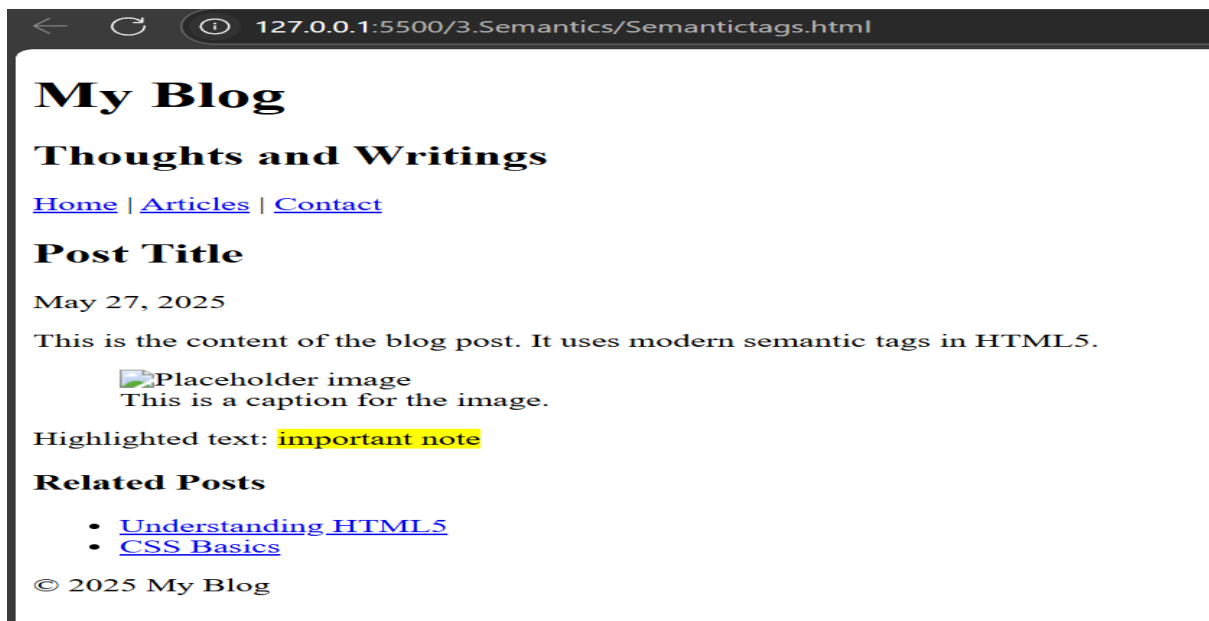 127.0.0.1:5500/3.Semantics/Semantictags.html
My Blog
Thoughts and Writings
Home | Articles | Contact
Post Title
May 27, 2025
This is the content of the blog post. It uses modern semantic tags in HTML5.
Placeholder image
This is a caption for the image.
Highlighted text: important note
Related Posts
• Understanding HTML5
• CSS Basics
© 2025 My Blog